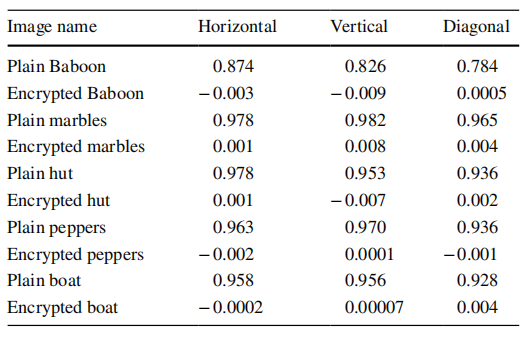 Image name Horizontal Vertical Diagonal
Plain Baboon 0.874 0.826 0.784
Encrypted Baboon −0.003 −0.009 0.0005
Plain marbles 0.978 0.982 0.965
Encrypted marbles 0.001 0.008 0.004
Plain hut 0.978 0.953 0.936
Encrypted hut 0.001 −0.007 0.002
Plain peppers 0.963 0.970 0.936
Encrypted peppers −0.002 0.0001 −0.001
Plain boat 0.958 0.956 0.928
Encrypted boat −0.0002 0.00007 0.004